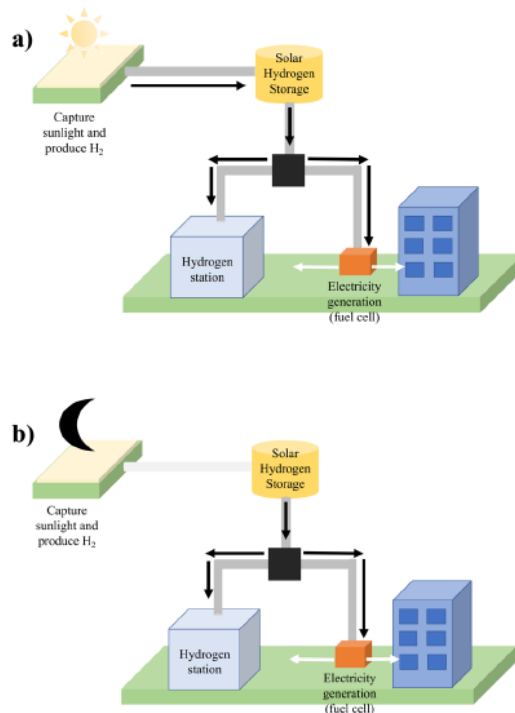 a)
Solar
Hydrogen
Storage
Capture
sunlight and
produce H₂
Hydrogen
station
Electricity
generation
(fuel cell)
b)
Solar
Hydrogen
Storage
Capture
sunlight and
produce H₂
Hydrogen
station
Electricity
generation
(fuel cell)